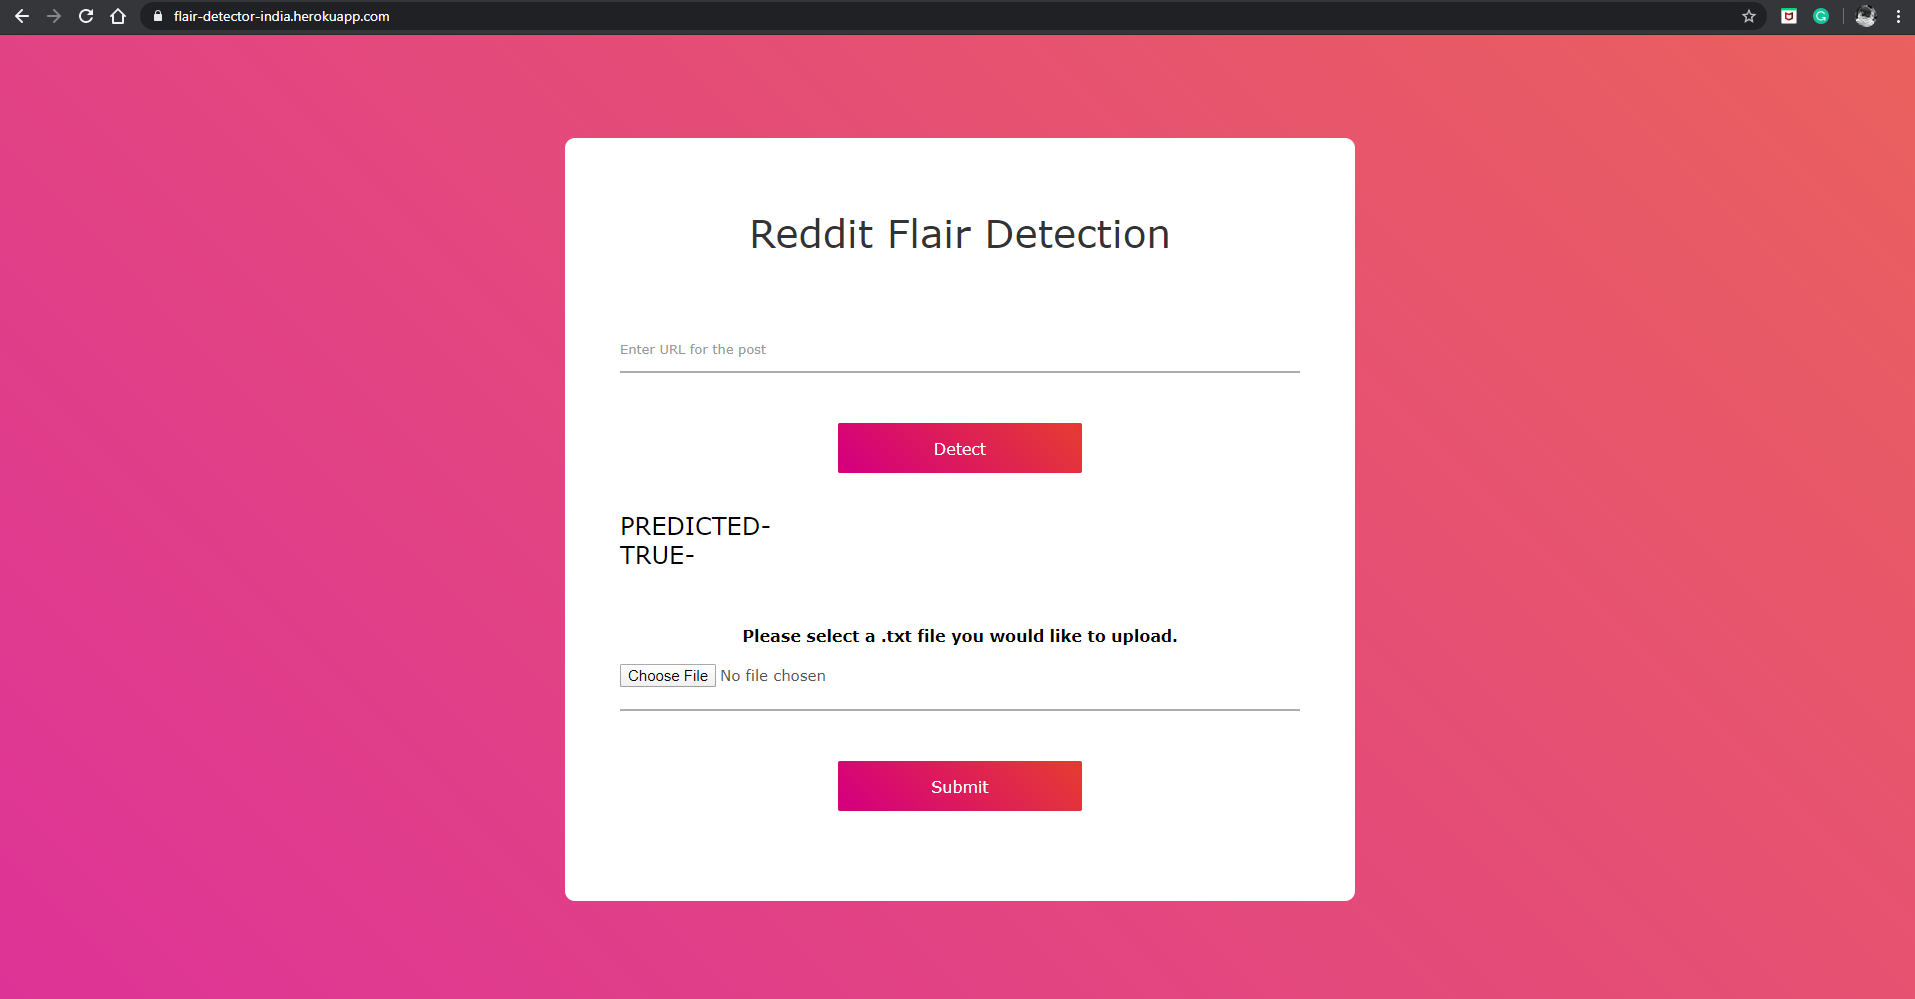 flair-detector-india.herokuapp.com
Reddit Flair Detection
Enter URL for the post
Detect
PREDICTED-
TRUE-
Please select a .txt file you would like to upload.
Choose File No file chosen
Submit